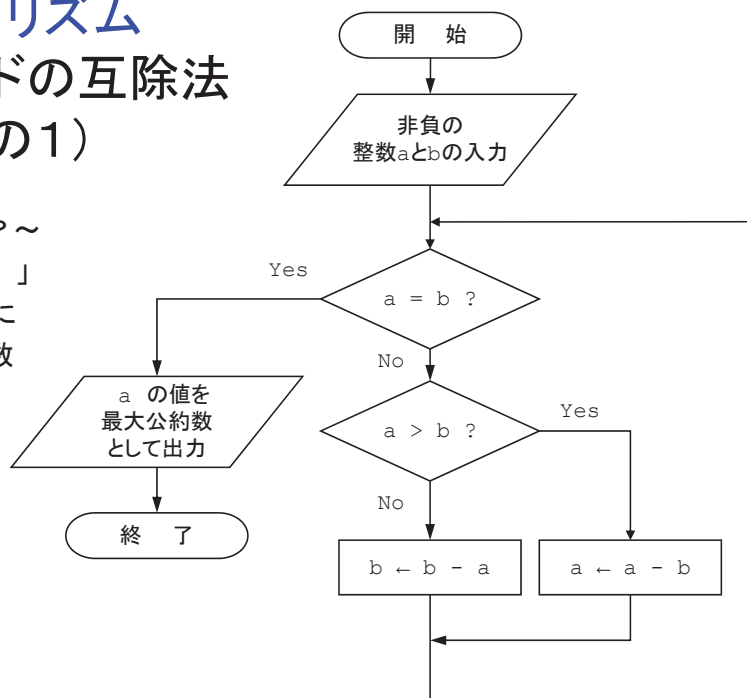 リズム
ドの互除法
の１）
～
」
に
数
開 始
非負の
整数aとbの入力
a = b ?
Yes
No
a の値を
最大公約数
として出力
終 了
a > b ?
Yes
No
b ← b - a
a ← a - b